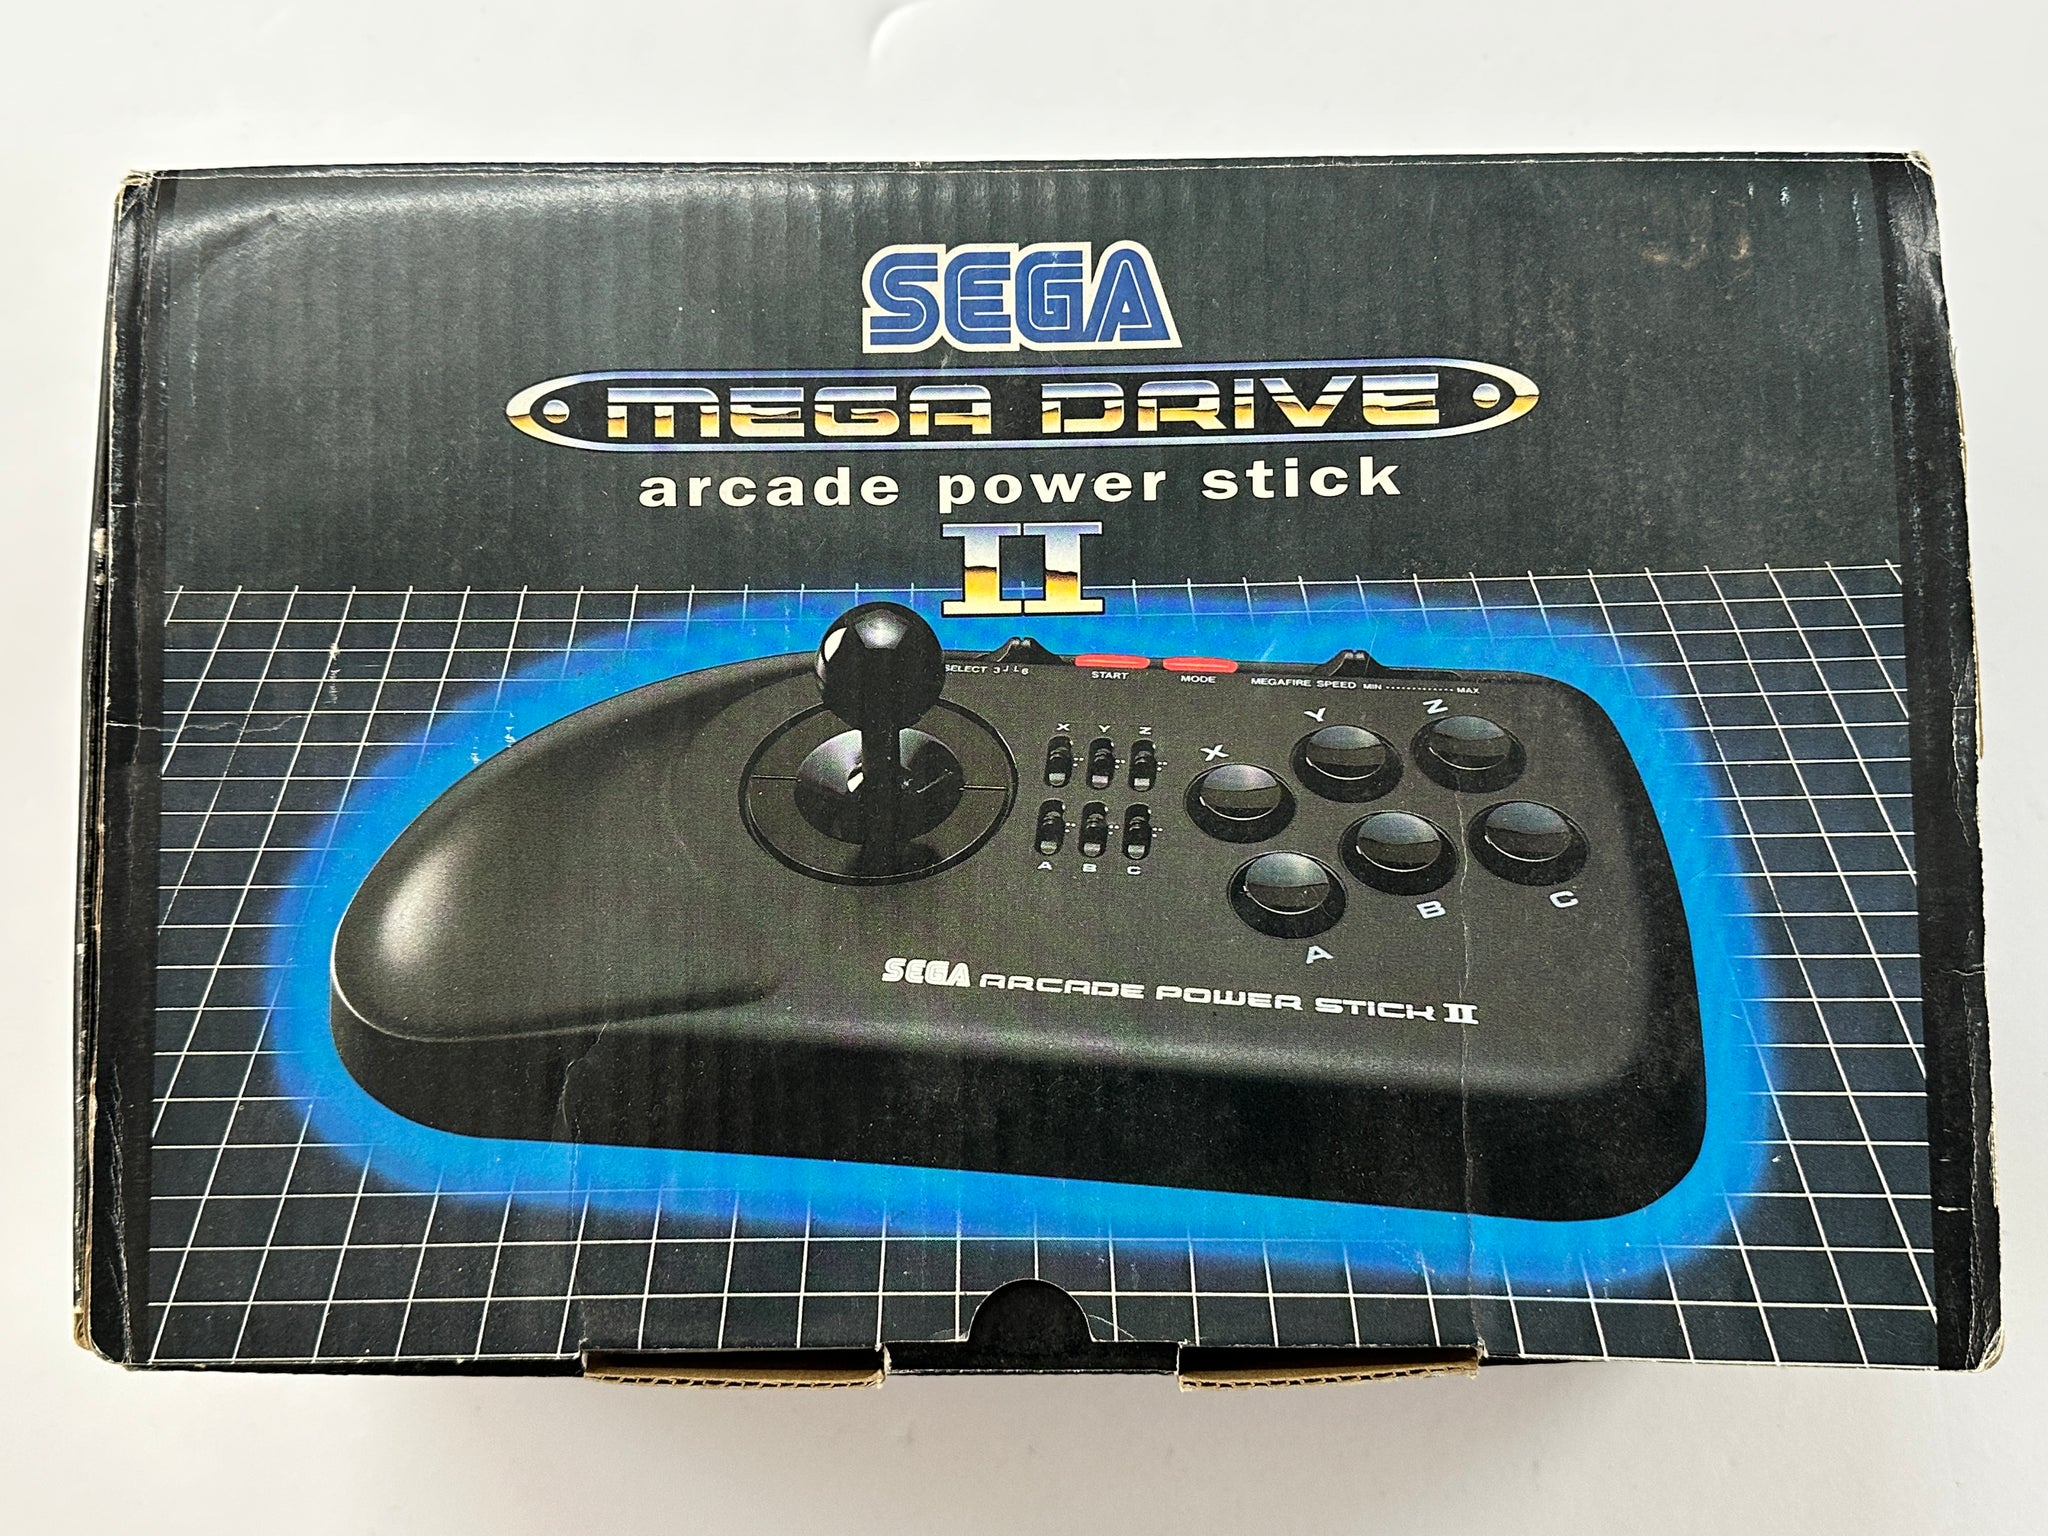 SEGA
MEGA DRIVE
arcade power stick
II
SELECT 3 6
START
MODE
MEGAFIRE SPEED MIN MAX
X Y Z
A B C
X Y Z
A B C
SEGA ARCADE POWER STICK II